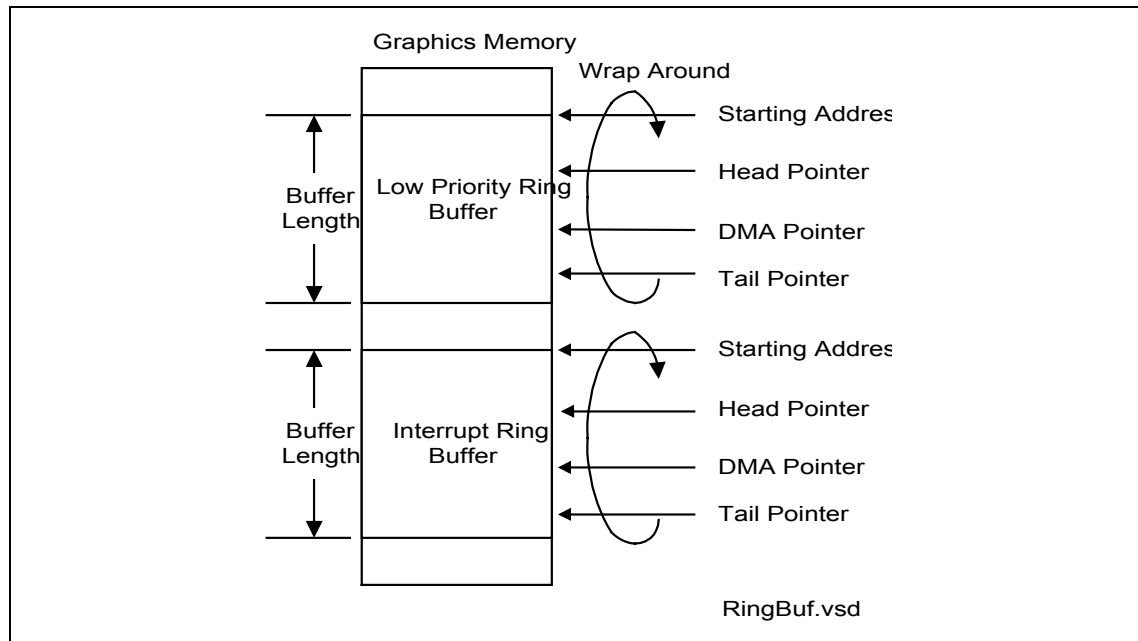 Graphics Memory
Wrap Around
Starting Addres
Head Pointer
DMA Pointer
Tail Pointer
Buffer
Length
Low Priority Ring
Buffer
Starting Addres
Head Pointer
DMA Pointer
Tail Pointer
Buffer
Length
Interrupt Ring
Buffer
RingBuf.vsd